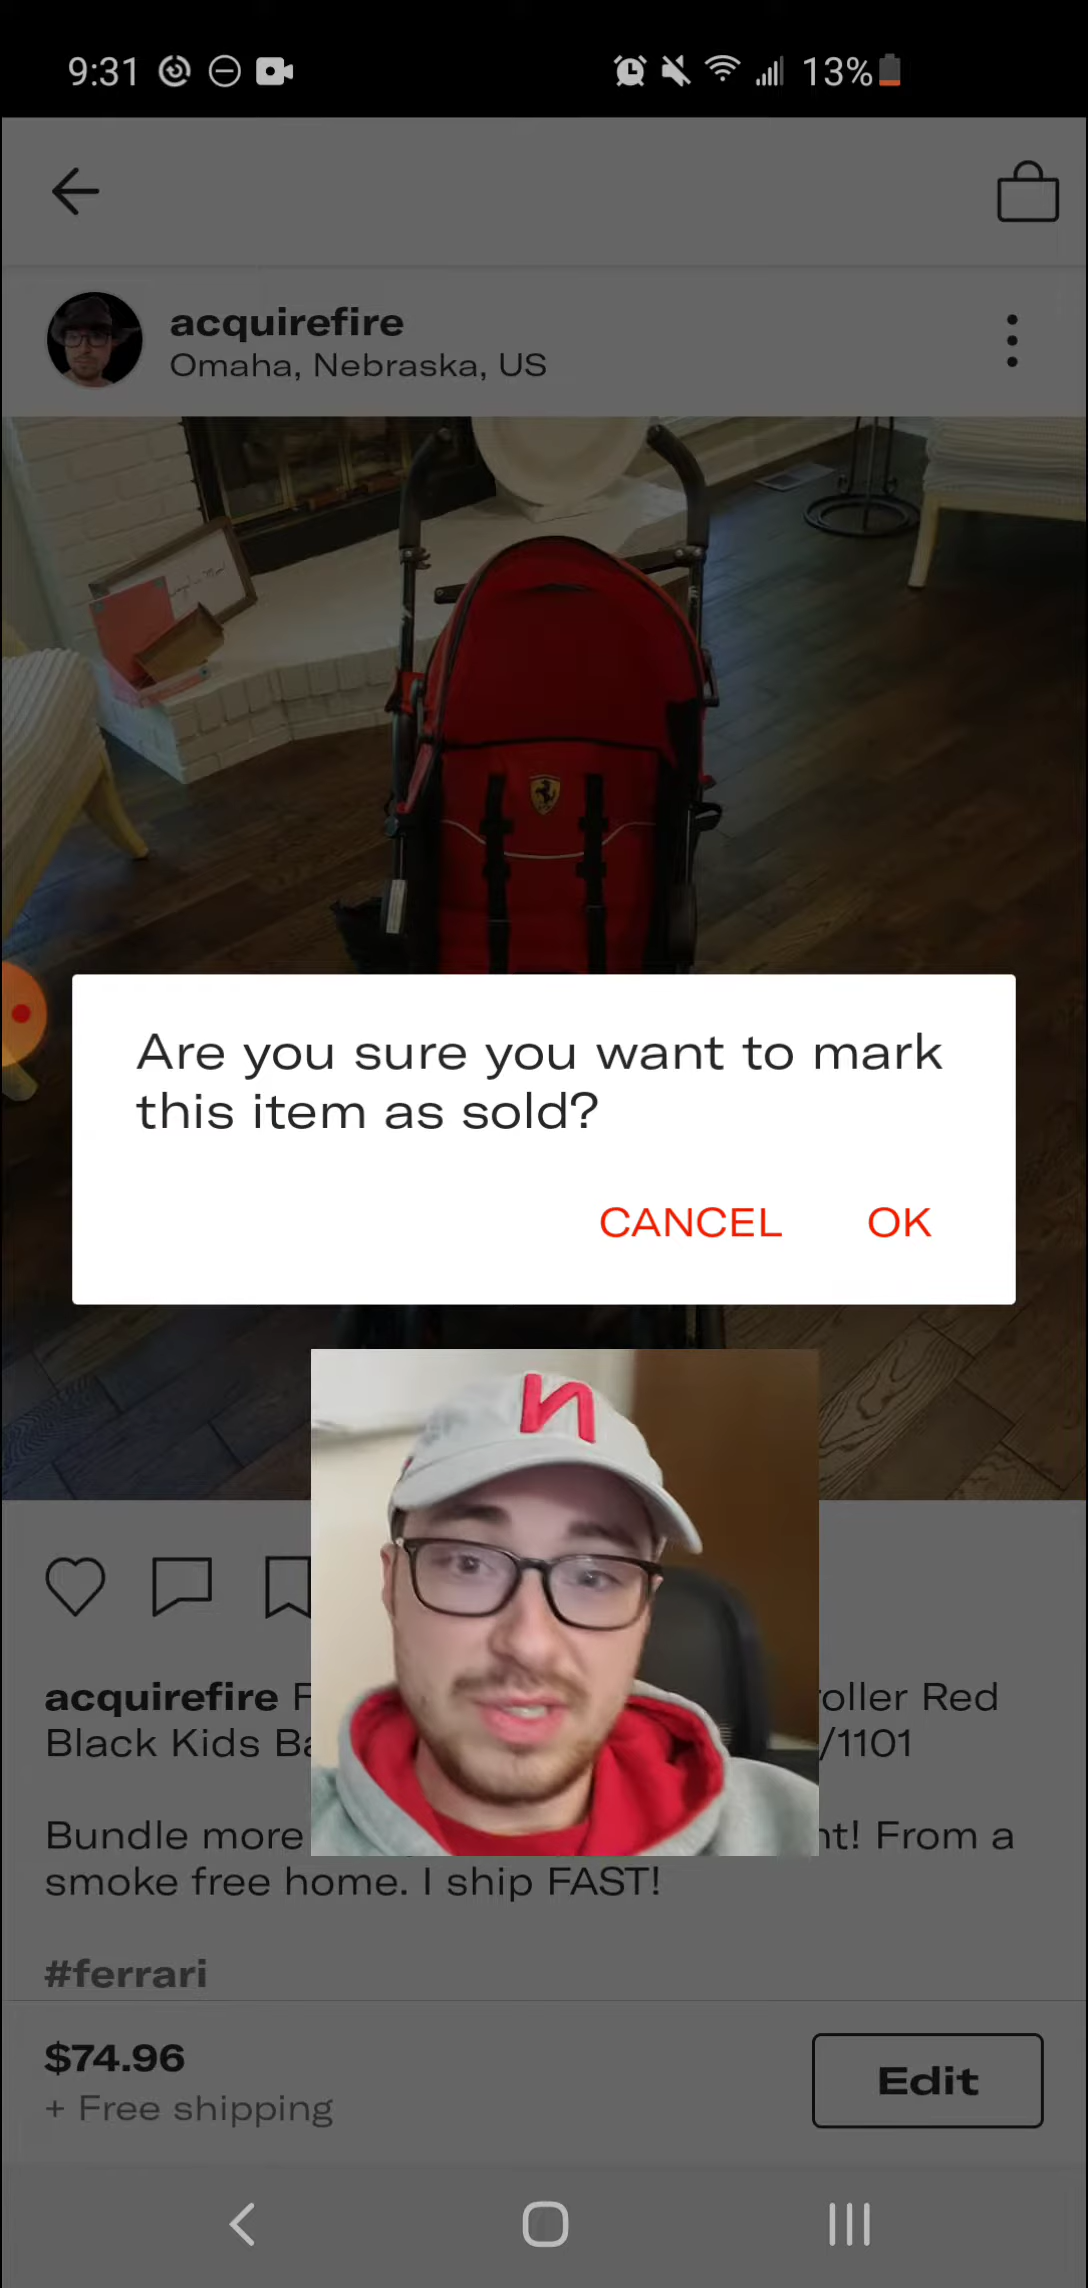 9:31
13%
acquirefire
Omaha, Nebraska, US
Are you sure you want to mark
this item as sold?
CANCEL OK
acquirefire
oller Red
Black Kids
/1101
Bundle more
! From a
smoke free home. I ship FAST!
#ferrari
$74.96
+ Free shipping
Edit